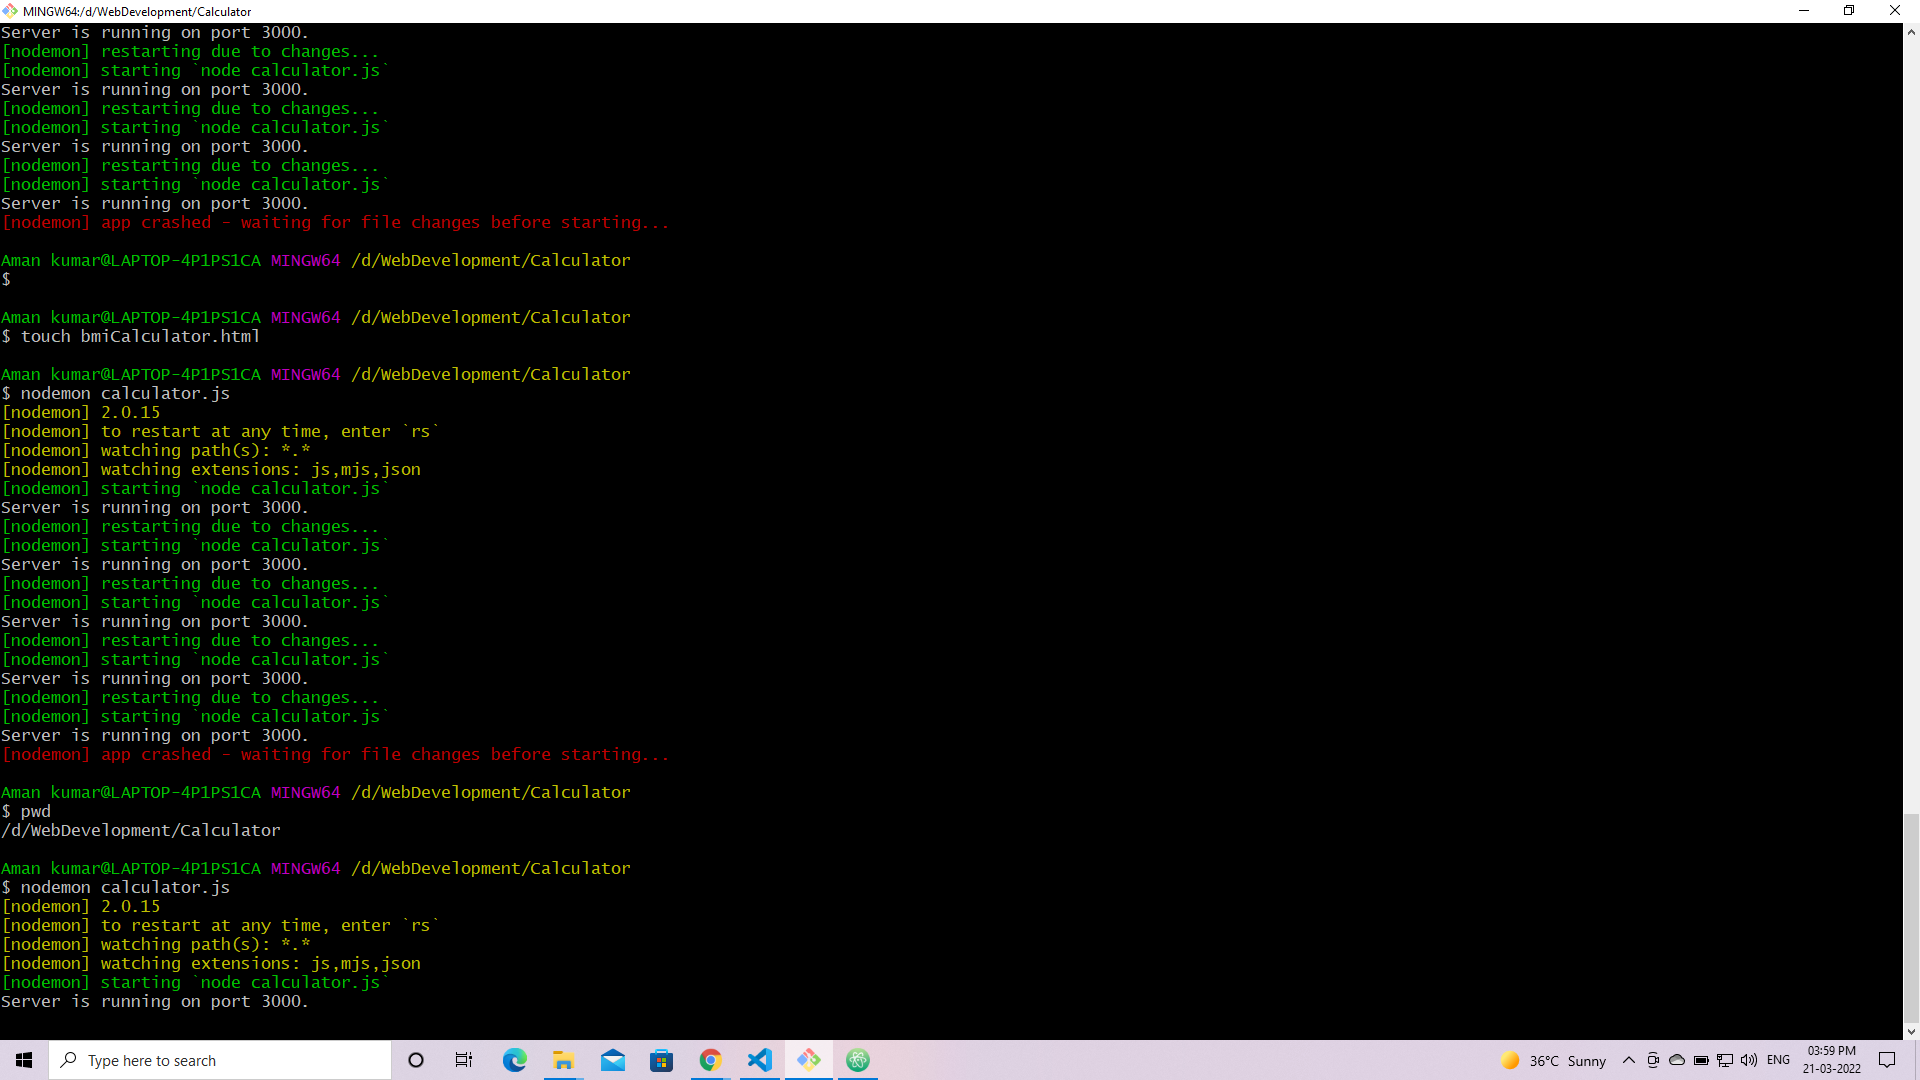 MINGW64:/d/WebDevelopment/Calculator
Server is running on port 3000.
[nodemon] restarting due to changes...
[nodemon] starting `node calculator.js`
Server is running on port 3000.
[nodemon] restarting due to changes...
[nodemon] starting `node calculator.js`
Server is running on port 3000.
[nodemon] restarting due to changes...
[nodemon] starting `node calculator.js`
Server is running on port 3000.
[nodemon] app crashed - waiting for file changes before starting...
Aman kumar@LAPTOP-4P1PS1CA MINGW64 /d/WebDevelopment/Calculator
$
Aman kumar@LAPTOP-4P1PS1CA MINGW64 /d/WebDevelopment/Calculator
$ touch bmiCalculator.html
Aman kumar@LAPTOP-4P1PS1CA MINGW64 /d/WebDevelopment/Calculator
$ nodemon calculator.js
[nodemon] 2.0.15
[nodemon] to restart at any time, enter `rs`
[nodemon] watching path(s): *.*
[nodemon] watching extensions: js,mjs,json
[nodemon] starting `node calculator.js`
Server is running on port 3000.
[nodemon] restarting due to changes...
[nodemon] starting `node calculator.js`
Server is running on port 3000.
[nodemon] restarting due to changes...
[nodemon] starting `node calculator.js`
Server is running on port 3000.
[nodemon] restarting due to changes...
[nodemon] starting `node calculator.js`
Server is running on port 3000.
[nodemon] restarting due to changes...
[nodemon] starting `node calculator.js`
Server is running on port 3000.
[nodemon] app crashed - waiting for file changes before starting...
Aman kumar@LAPTOP-4P1PS1CA MINGW64 /d/WebDevelopment/Calculator
$ pwd
/d/WebDevelopment/Calculator
Aman kumar@LAPTOP-4P1PS1CA MINGW64 /d/WebDevelopment/Calculator
$ nodemon calculator.js
[nodemon] 2.0.15
[nodemon] to restart at any time, enter `rs`
[nodemon] watching path(s): *.*
[nodemon] watching extensions: js,mjs,json
[nodemon] starting `node calculator.js`
Server is running on port 3000.
Type here to search
36°C Sunny
ENG
03:59 PM
21-03-2022